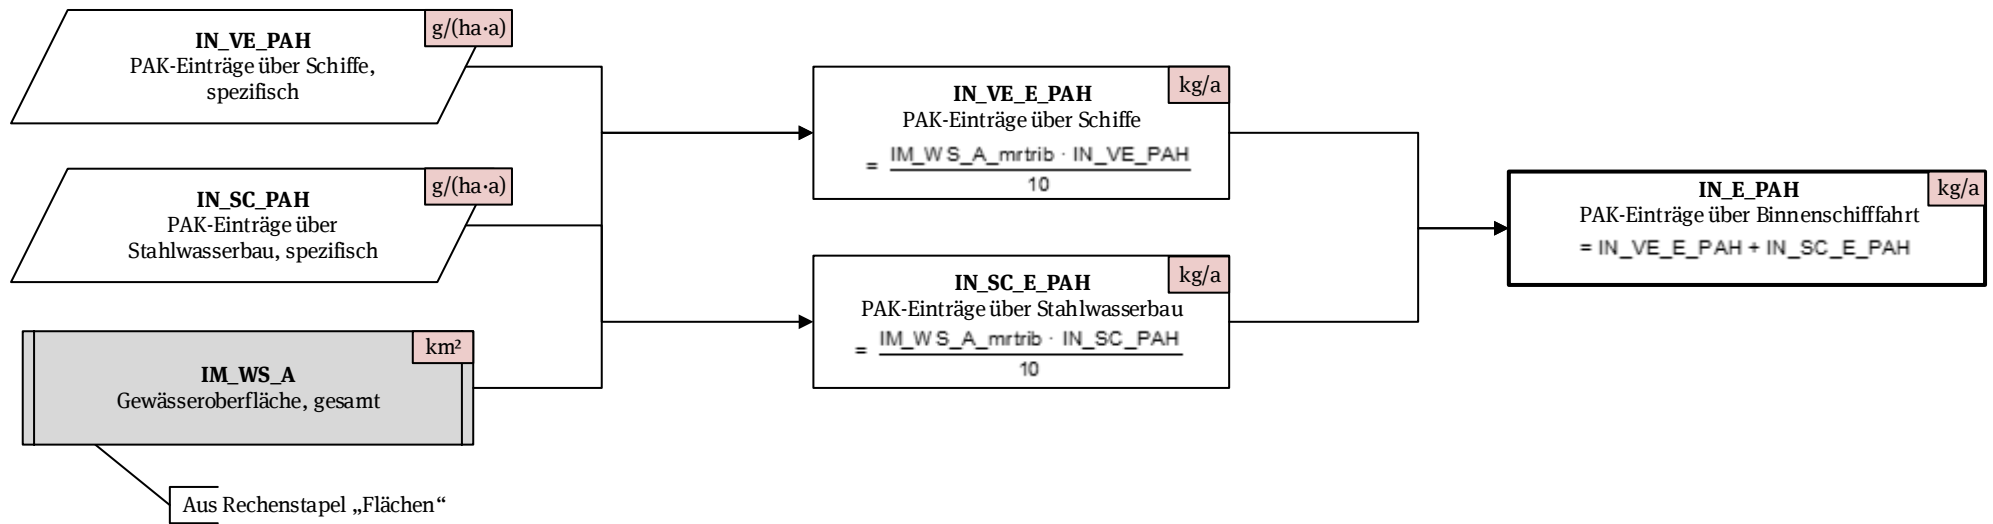 g/(ha·a)
IN_VE_PAH
PAK-Einträge über Schiffe,
spezifisch
g/(ha·a)
IN_SC_PAH
PAK-Einträge über
Stahlwasserbau, spezifisch
km²
IM_WS_A
Gewässeroberfläche, gesamt
Aus Rechenstapel „Flächen“
kg/a
IN_VE_E_PAH
PAK-Einträge über Schiffe
= IM_WS_A_mrtrib · IN_VE_PAH
10
kg/a
IN_SC_E_PAH
PAK-Einträge über Stahlwasserbau
= IM_WS_A_mrtrib · IN_SC_PAH
10
kg/a
IN_E_PAH
PAK-Einträge über Binnenschifffahrt
= IN_VE_E_PAH + IN_SC_E_PAH